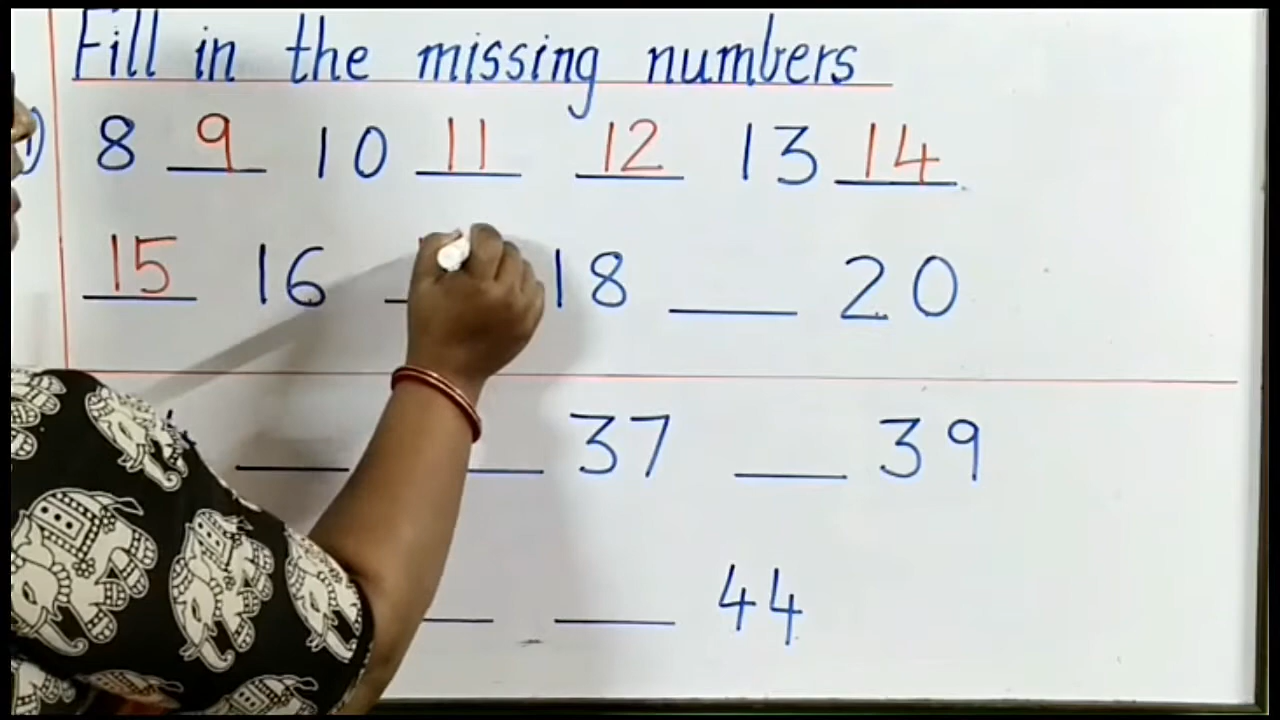 Fill in the missing numbers
8 9 10 11 12 13 14
15 16 18 20
37 39
44